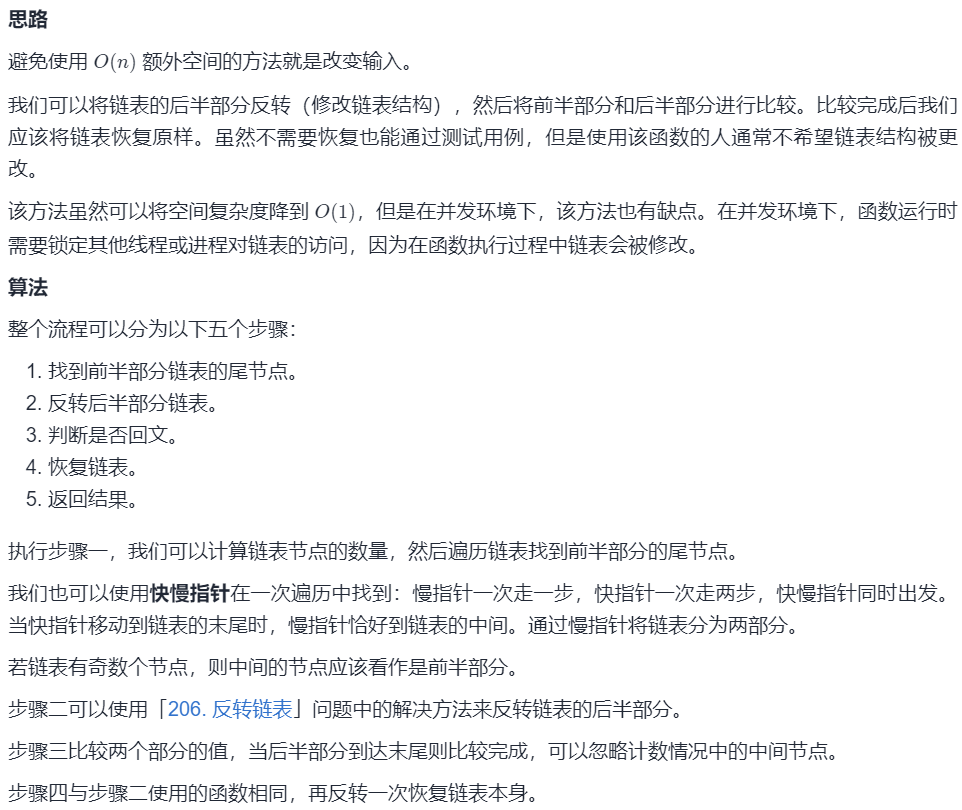 思路
避免使用 O(n) 额外空间的方法就是改变输入。
我们可以将链表的后半部分反转（修改链表结构），然后将前半部分和后半部分进行比较。比较完成后我们
应该将链表恢复原样。虽然不需要恢复也能通过测试用例，但是使用该函数的人通常不希望链表结构被更
改。
该方法虽然可以将空间复杂度降到 O(1)，但是在并发环境下，该方法也有缺点。在并发环境下，函数运行时
需要锁定其他线程或进程对链表的访问，因为在函数执行过程中链表会被修改。
算法
整个流程可以分为以下五个步骤：
1. 找到前半部分链表的尾节点。
2. 反转后半部分链表。
3. 判断是否回文。
4. 恢复链表。
5. 返回结果。
执行步骤一，我们可以计算链表节点的数量，然后遍历链表找到前半部分的尾节点。
我们也可以使用快慢指针在一次遍历中找到：慢指针一次走一步，快指针一次走两步，快慢指针同时出发。
当快指针移动到链表的末尾时，慢指针恰好到链表的中间。通过慢指针将链表分为两部分。
若链表有奇数个节点，则中间的节点应该看作是前半部分。
步骤二可以使用「206. 反转链表」问题中的解决方法来反转链表的后半部分。
步骤三比较两个部分的值，当后半部分到达末尾则比较完成，可以忽略计数情况中的中间节点。
步骤四与步骤二使用的函数相同，再反转一次恢复链表本身。